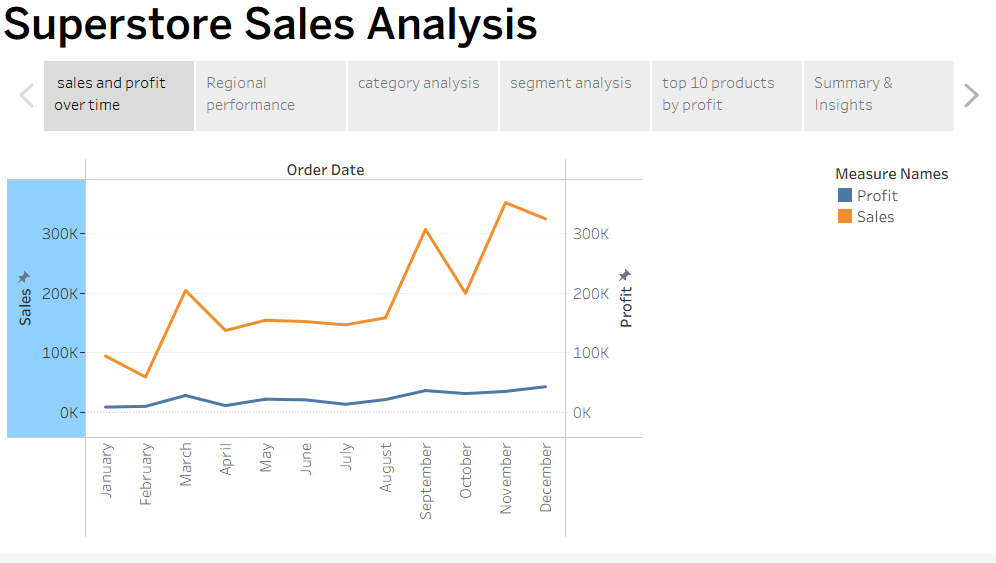 Superstore Sales Analysis
sales and profit
over time
Regional
performance
category analysis
segment analysis
top 10 products
by profit
Summary &
Insights
Order Date
Measure Names
Profit
Sales
Sales
300K
200K
100K
0K
300K
200K
100K
0K
Profit
January
February
March
April
May
June
July
August
September
October
November
December